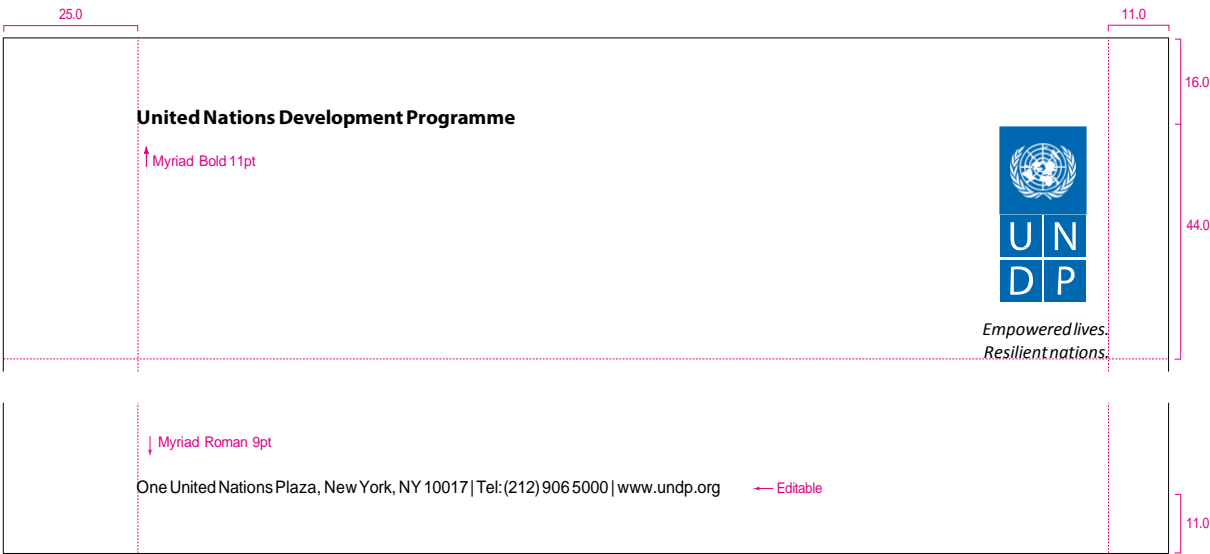 25.0
11.0
16.0
United Nations Development Programme
Myriad Bold 11pt
U N
D P
44.0
Empowered lives.
Resilient nations.
Myriad Roman 9pt
One United Nations Plaza, New York, NY 10017 | Tel: (212) 906 5000 | www.undp.org
Editable
11.0